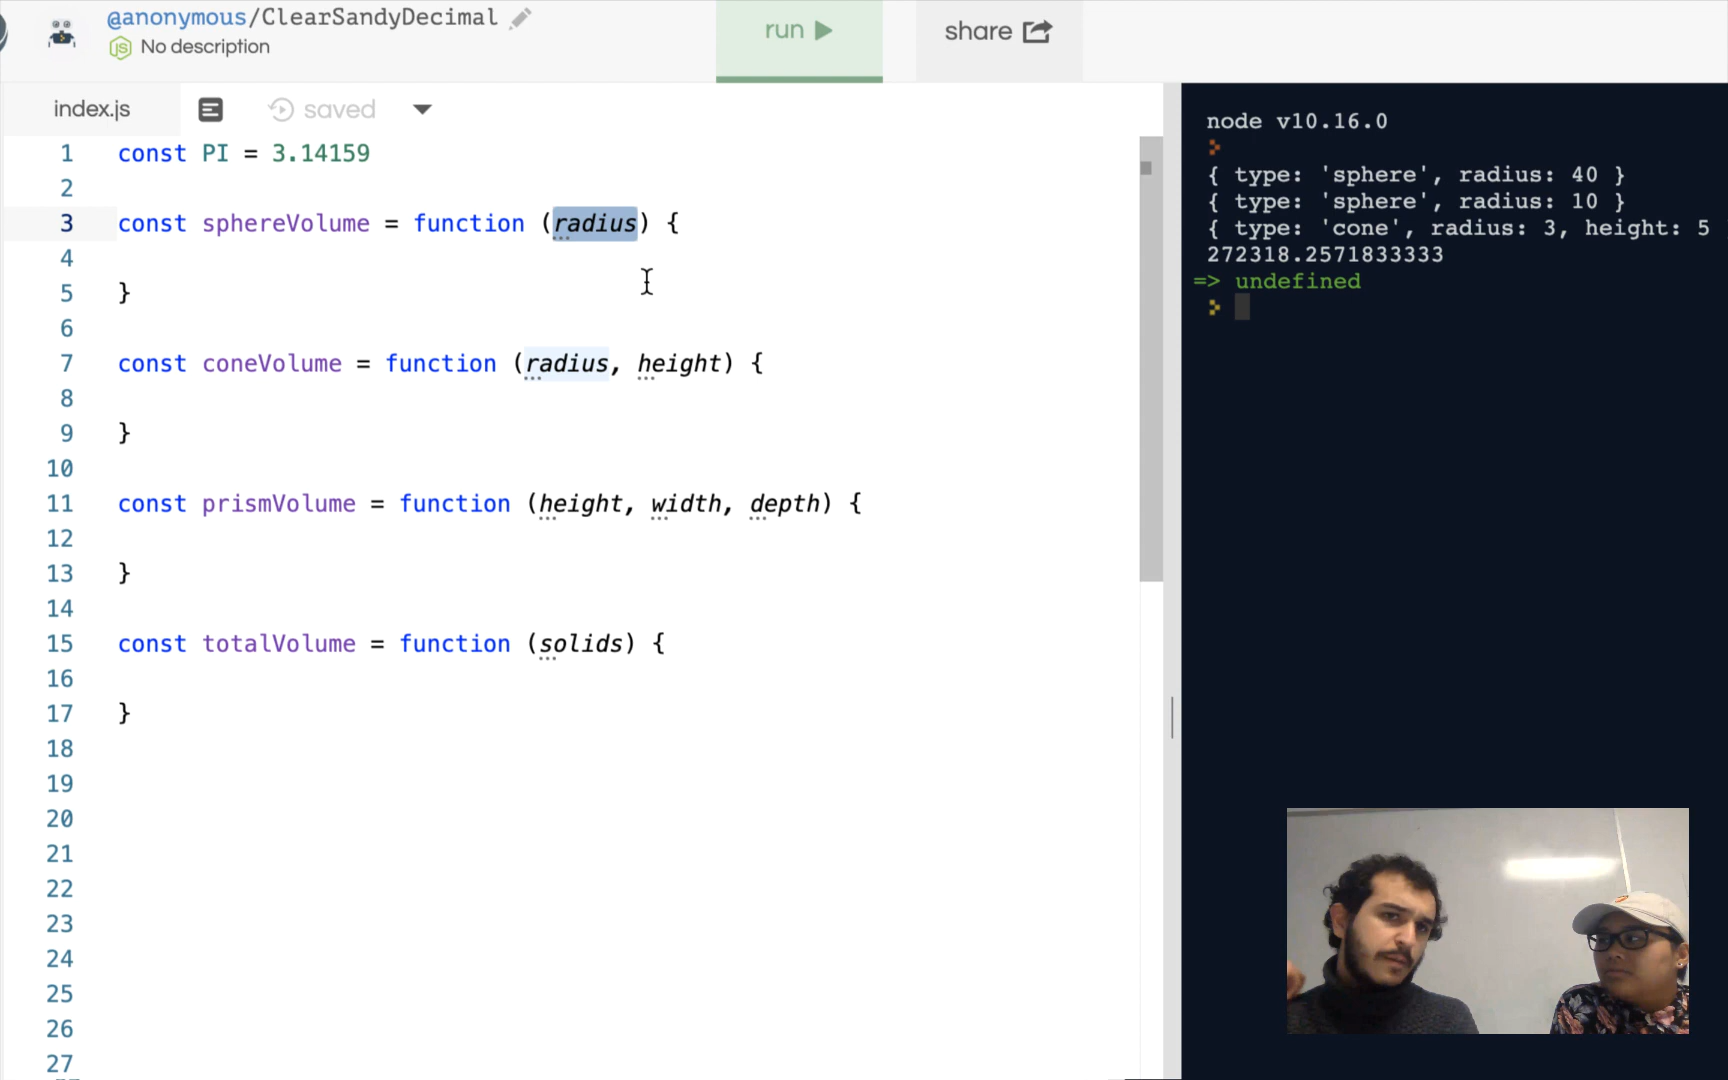 @anonymous/ClearSandyDecimal
No description
run
share
index.js
saved
1 const PI = 3.14159
2
3 const sphereVolume = function (radius) {
4
5 }
6
7 const coneVolume = function (radius, height) {
8
9 }
10
11 const prismVolume = function (height, width, depth) {
12
13 }
14
15 const totalVolume = function (solids) {
16
17 }
18
19
20
21
22
23
24
25
26
27
node v10.16.0
{ type: 'sphere', radius: 40 }
{ type: 'sphere', radius: 10 }
{ type: 'cone', radius: 3, height: 5
272318.2571833333
=> undefined